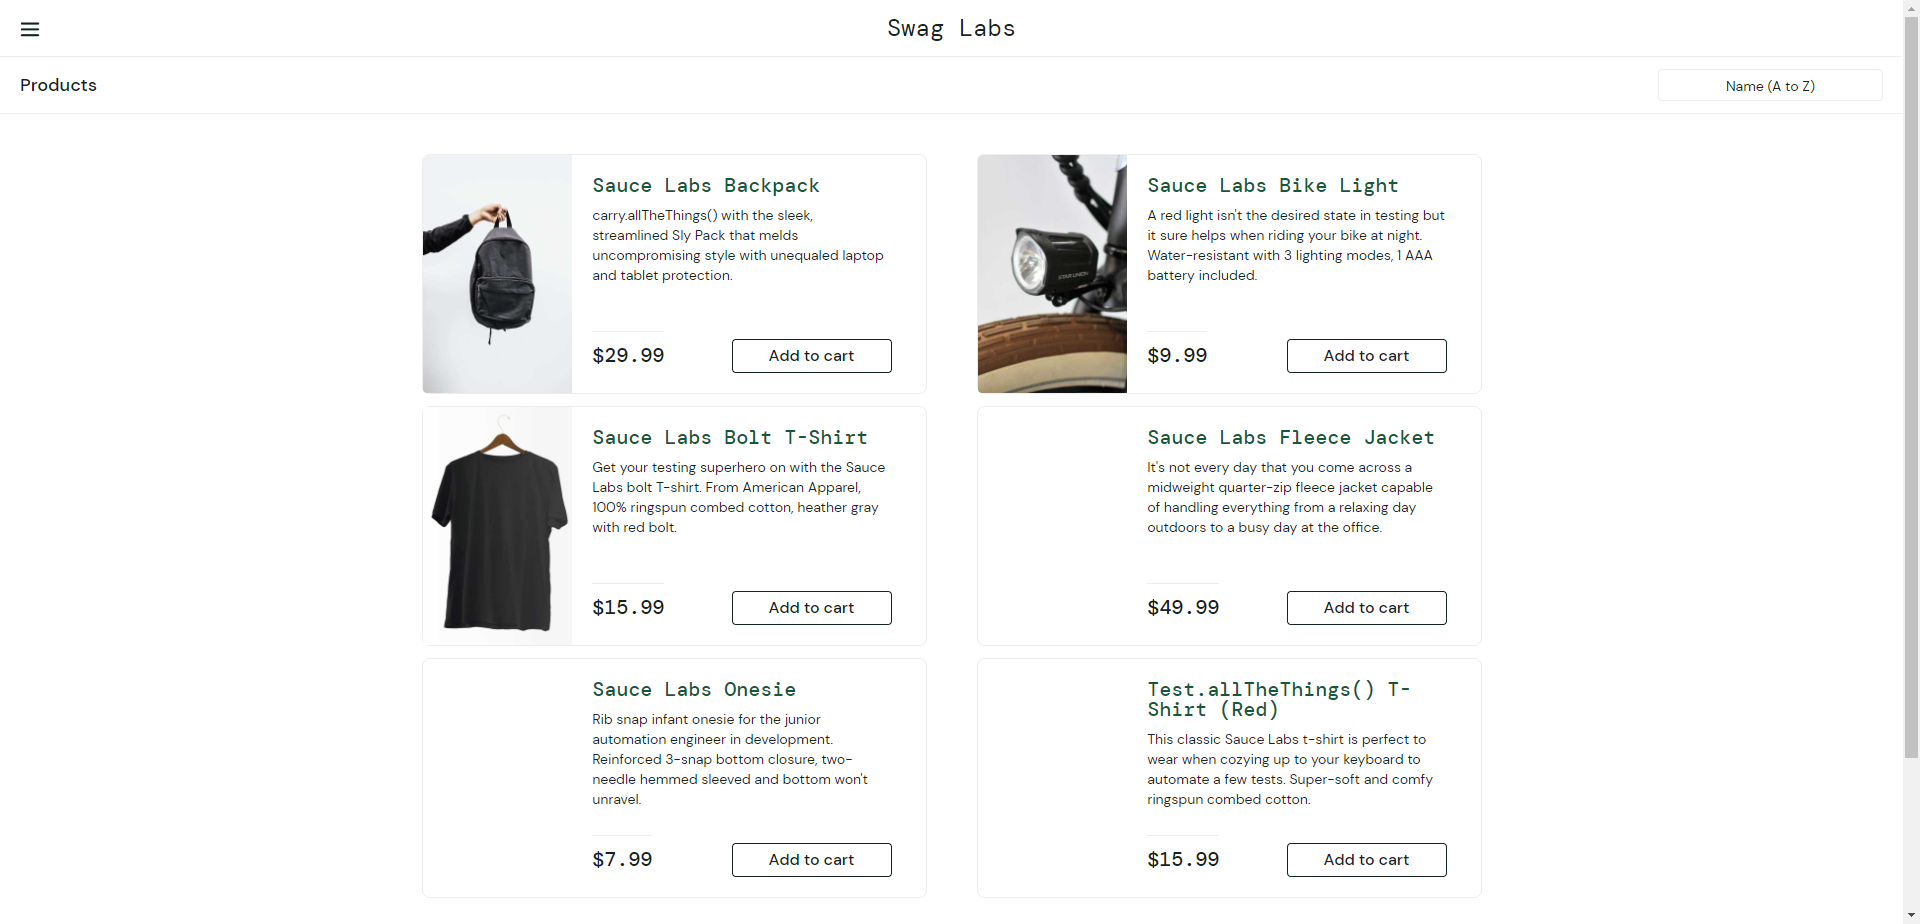 Swag Labs
Products
Name (A to Z)
Sauce Labs Backpack
carry.allTheThings() with the sleek,
streamlined Sly Pack that melds
uncompromising style with unequaled laptop
and tablet protection.
$29.99
Add to cart
Sauce Labs Bike Light
A red light isn't the desired state in testing but
it sure helps when riding your bike at night.
Water-resistant with 3 lighting modes, 1 AAA
battery included.
STAR UNION
$9.99
Add to cart
Sauce Labs Bolt T-Shirt
Get your testing superhero on with the Sauce
Labs bolt T-shirt. From American Apparel,
100% ringspun combed cotton, heather gray
with red bolt.
$15.99
Add to cart
Sauce Labs Fleece Jacket
It's not every day that you come across a
midweight quarter-zip fleece jacket capable
of handling everything from a relaxing day
outdoors to a busy day at the office.
$49.99
Add to cart
Sauce Labs Onesie
Rib snap infant onesie for the junior
automation engineer in development.
Reinforced 3-snap bottom closure, two-
needle hemmed sleeved and bottom won't
unravel.
$7.99
Add to cart
Test.allTheThings() T-
Shirt (Red)
This classic Sauce Labs t-shirt is perfect to
wear when cozying up to your keyboard to
automate a few tests. Super-soft and comfy
ringspun combed cotton.
$15.99
Add to cart